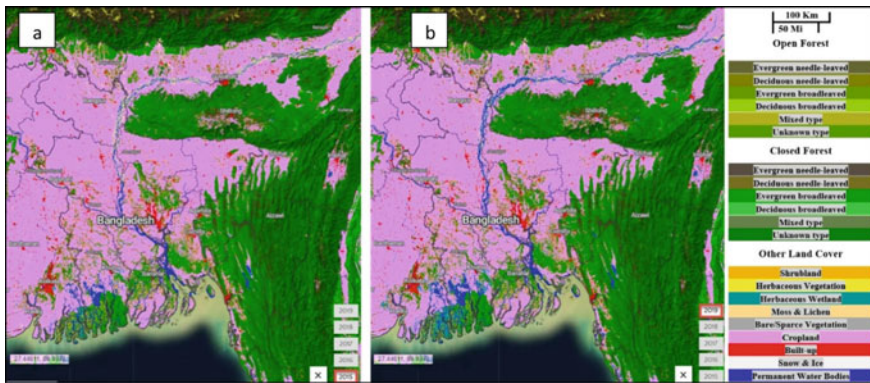 a
Bangladesh
2019
2018
2017
2016
2015
b
Bangladesh
2019
2018
2017
2016
2015
100 Km
50 Mi
Open Forest
Evergreen needle-leaved
Deciduous needle-leaved
Evergreen broadleaved
Deciduous broadleaved
Mixed type
Unknown type
Closed Forest
Evergreen needle-leaved
Deciduous needle-leaved
Evergreen broadleaved
Deciduous broadleaved
Mixed type
Unknown type
Other Land Cover
Shrubland
Herbaceous Vegetation
Herbaceous Wetland
Moss & Lichen
Bare/Sparce Vegetation
Cropland
Built-up
Snow & Ice
Permanent Water Bodies